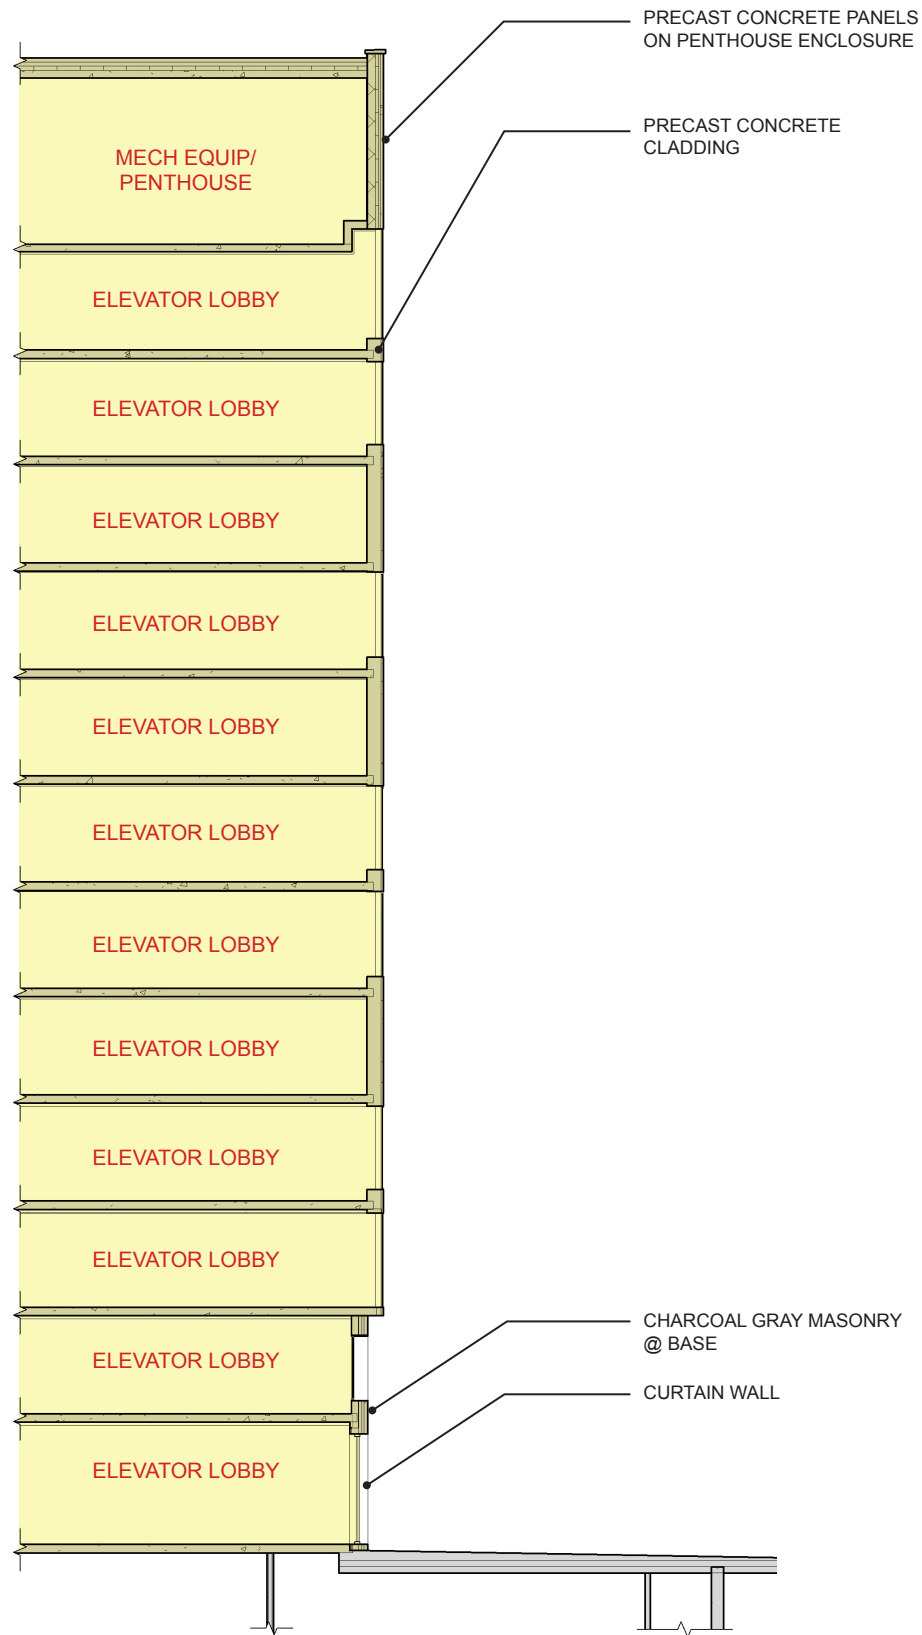 PRECAST CONCRETE PANELS
ON PENTHOUSE ENCLOSURE
PRECAST CONCRETE
CLADDING
MECH EQUIP/
PENTHOUSE
ELEVATOR LOBBY
ELEVATOR LOBBY
ELEVATOR LOBBY
ELEVATOR LOBBY
ELEVATOR LOBBY
ELEVATOR LOBBY
ELEVATOR LOBBY
ELEVATOR LOBBY
ELEVATOR LOBBY
ELEVATOR LOBBY
CHARCOAL GRAY MASONRY
@ BASE
ELEVATOR LOBBY
CURTAIN WALL
ELEVATOR LOBBY